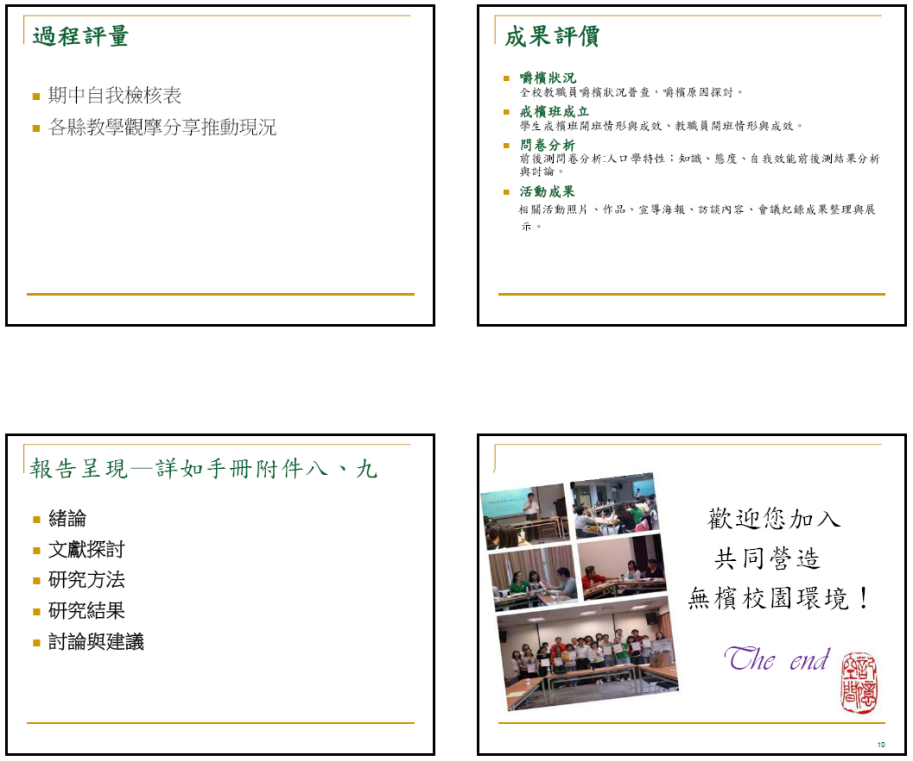 過程評量
期中自我檢核表
各縣教學觀摩分享推動現況
成果評價
嚼檳狀況
全校教職員嚼檳狀況普查，嚼檳原因探討。
戒檳班成立
學生戒檳班開班情形與成效、教職員開班情形與成效。
問卷分析
前後測問卷分析:人口學特性；知識、態度、自我效能前後測結果分析
與討論。
活動成果
相關活動照片、作品、宣導海報、訪談內容、會議紀錄成果整理與展
示。
報告呈現—詳如手冊附件八、九
緒論
文獻探討
研究方法
研究結果
討論與建議
歡迎您加入
共同營造
無檳校園環境！
The end
記憶
空間
10